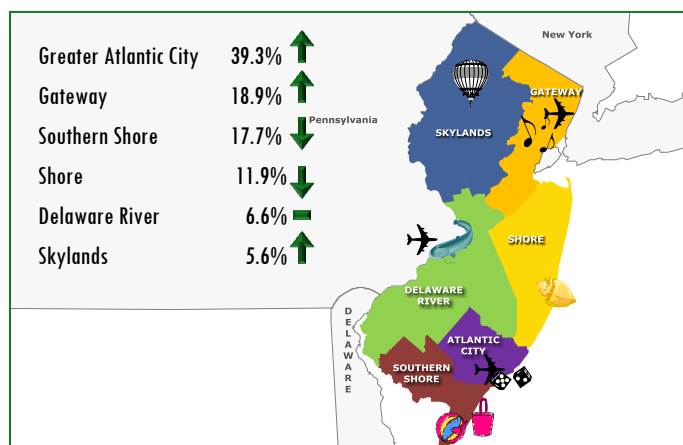 Greater Atlantic City 39.3%
Gateway 18.9%
Southern Shore 17.7%
Shore 11.9%
Delaware River 6.6%
Skylands 5.6%
New York
Pennsylvania
GATEWAY
SKYLANDS
SHORE
DELAWARE
RIVER
ATLANTIC
CITY
SOUTHERN
SHORE
DELAWARE